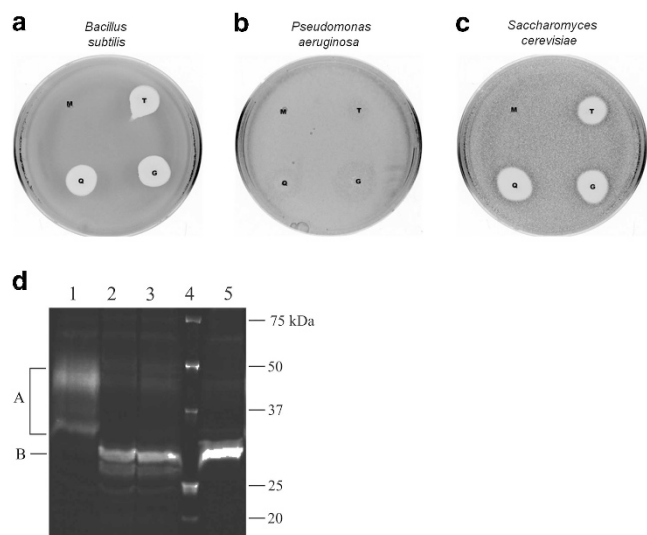 a
Bacillus
subtilis
b
Pseudomonas
aeruginosa
c
Saccharomyces
cerevisiae
M
T
Q
G
M
T
Q
G
M
T
Q
G
d
1 2 3 4 5
75 kDa
50
A
37
B
25
20